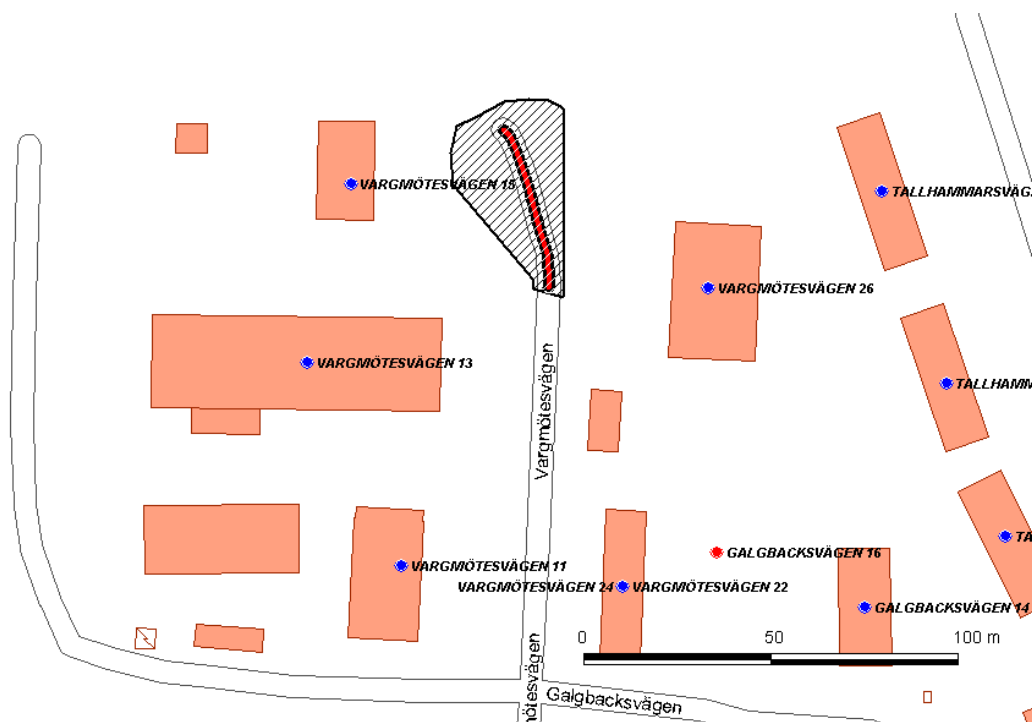 VARGMÖTESVÄGEN 15
TALLHAMMARSVÄG
VARGMÖTESVÄGEN 26
VARGMÖTESVÄGEN 13
Vargmötesvägen
TALLHAMM
GALGBACKSVÄGEN 16
TA
VARGMÖTESVÄGEN 11
VARGMÖTESVÄGEN 24
VARGMÖTESVÄGEN 22
GALGBACKSVÄGEN 14
0 50 100 m
mötesvägen
Galgbacksvägen